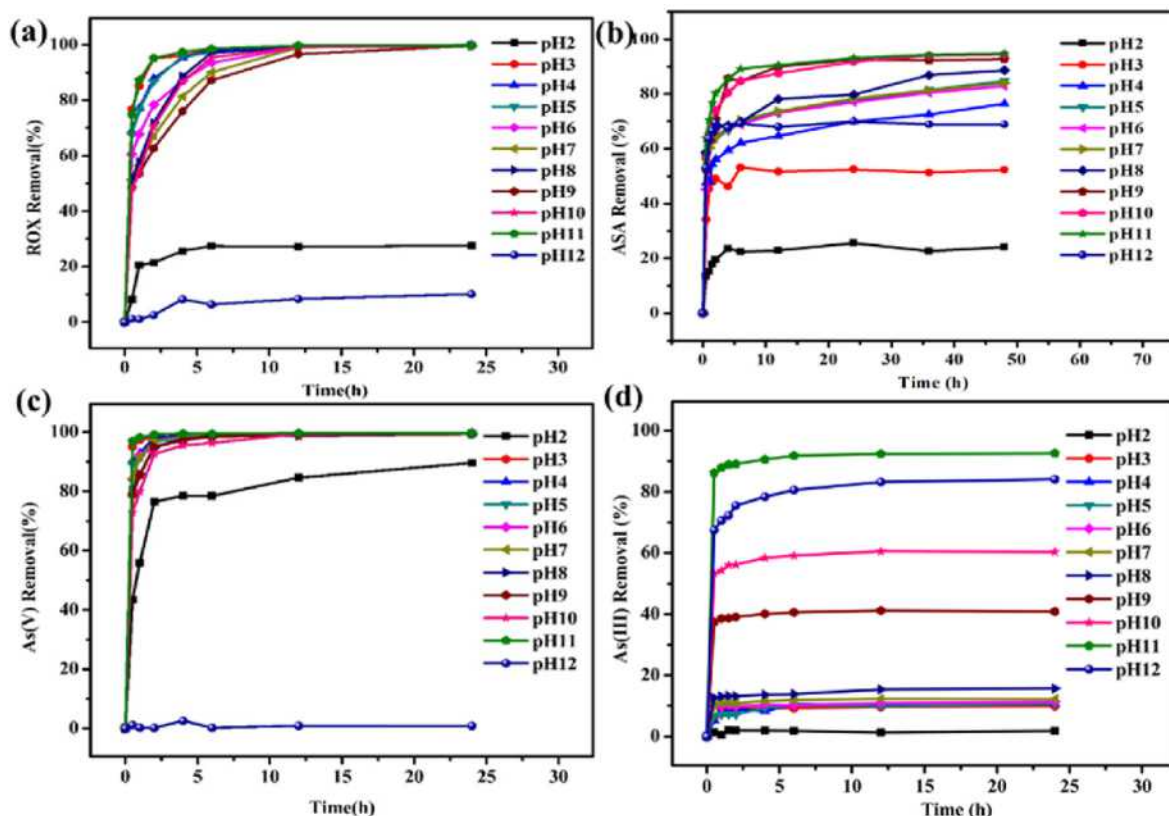 (a)
ROX Removal(%)
100
80
60
40
20
0
0 5 10 15 20 25 30
Time(h)
pH2
pH3
pH4
pH5
pH6
pH7
pH8
pH9
pH10
pH11
pH12
(b)
ASA Removal (%)
100
80
60
40
20
0
0 10 20 30 40 50 60 70
Time (h)
pH2
pH3
pH4
pH5
pH6
pH7
pH8
pH9
pH10
pH11
pH12
(c)
As(V) Removal(%)
100
80
60
40
20
0
0 5 10 15 20 25 30
Time(h)
pH2
pH3
pH4
pH5
pH6
pH7
pH8
pH9
pH10
pH11
pH12
(d)
As(III) Removal (%)
100
80
60
40
20
0
0 5 10 15 20 25 30
Time (h)
pH2
pH3
pH4
pH5
pH6
pH7
pH8
pH9
pH10
pH11
pH12